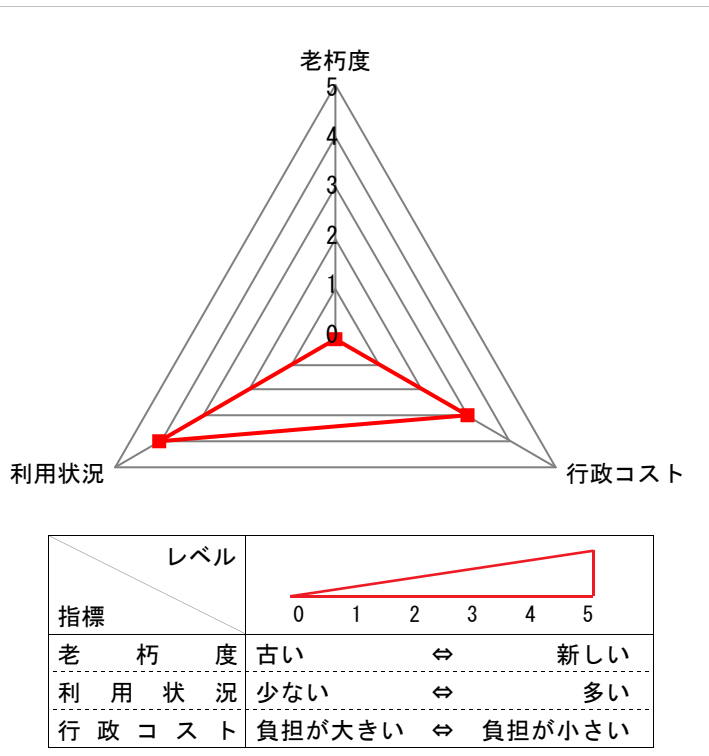 老朽度
5
4
3
2
1
0
利用状況
行政コスト
レベル
指標
0 1 2 3 4 5
老朽度 古い ⇔ 新しい
利用状況 少ない ⇔ 多い
行政コスト 負担が大きい ⇔ 負担が小さい